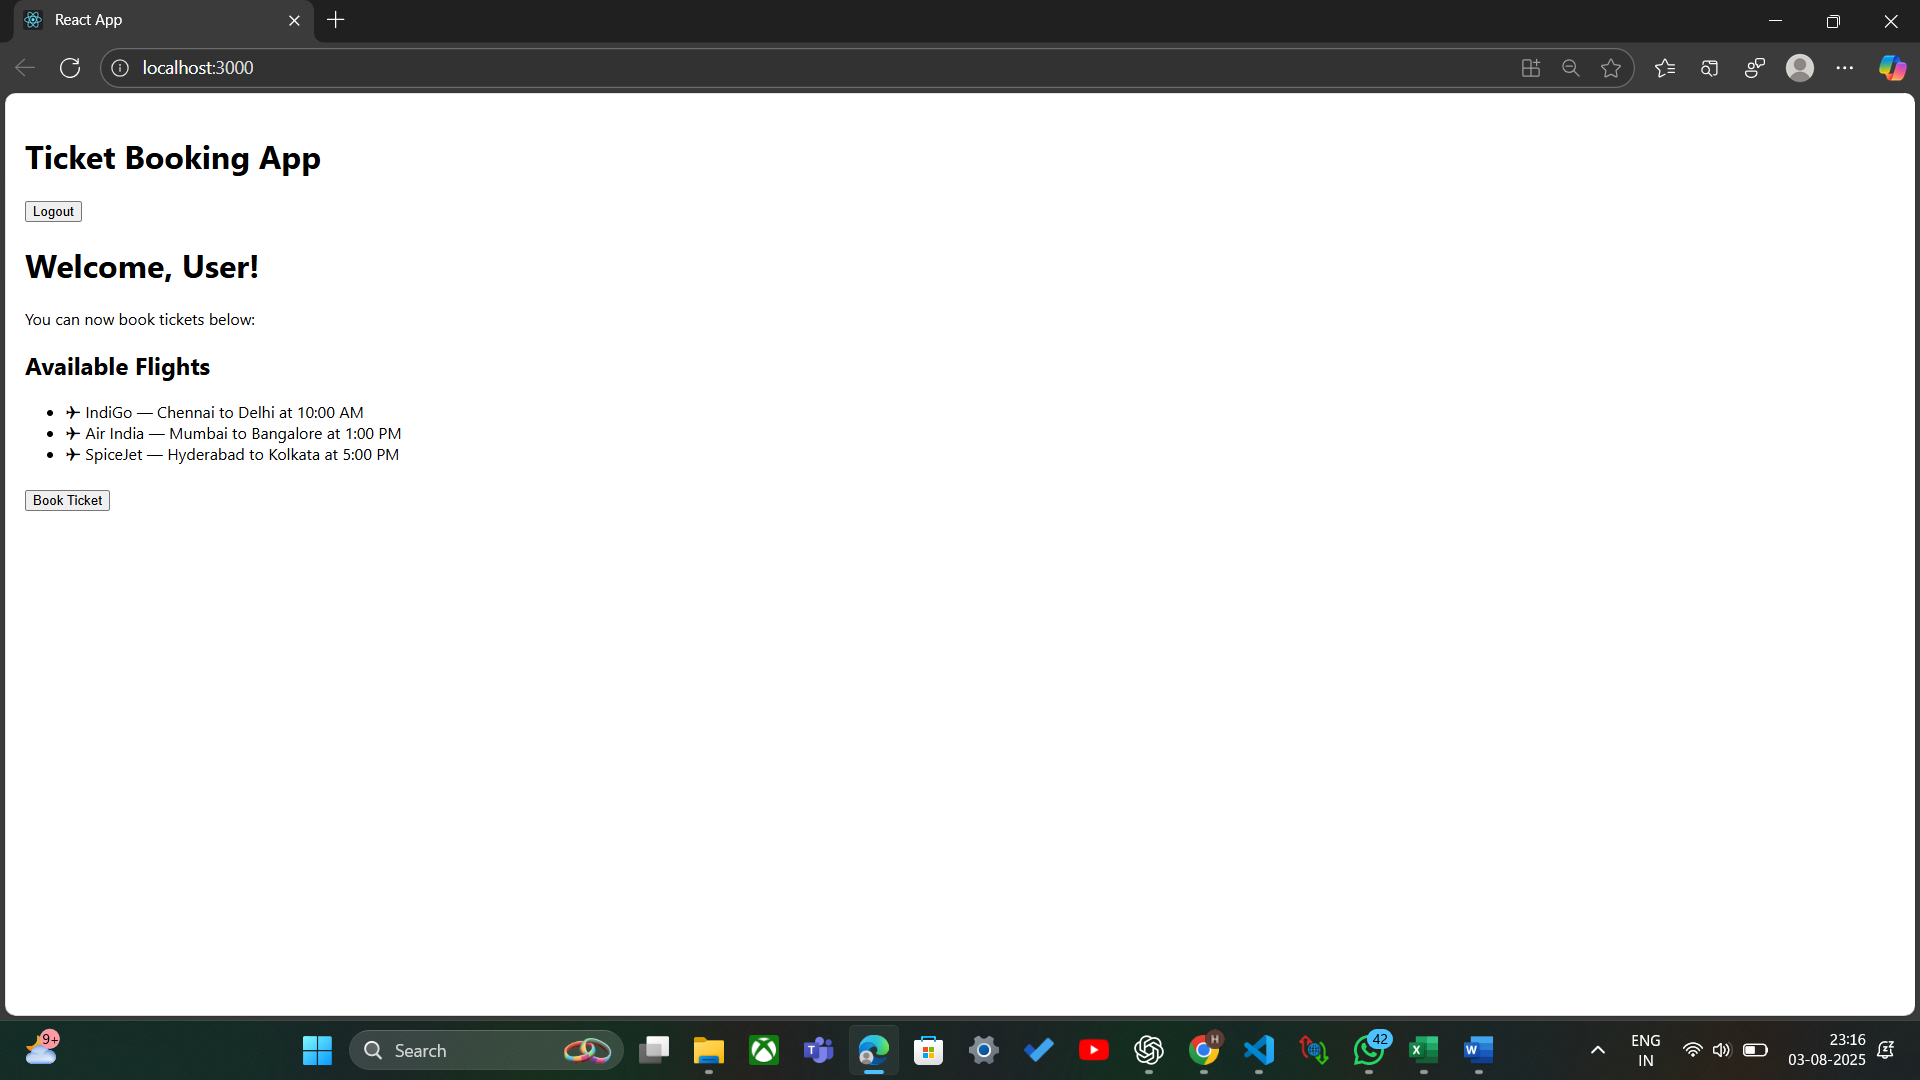 React App
localhost:3000
Ticket Booking App
Logout
Welcome, User!
You can now book tickets below:
Available Flights
• ✈ IndiGo — Chennai to Delhi at 10:00 AM
• ✈ Air India — Mumbai to Bangalore at 1:00 PM
• ✈ SpiceJet — Hyderabad to Kolkata at 5:00 PM
Book Ticket
9+
Search
H
42
ENG
IN
23:16
03-08-2025